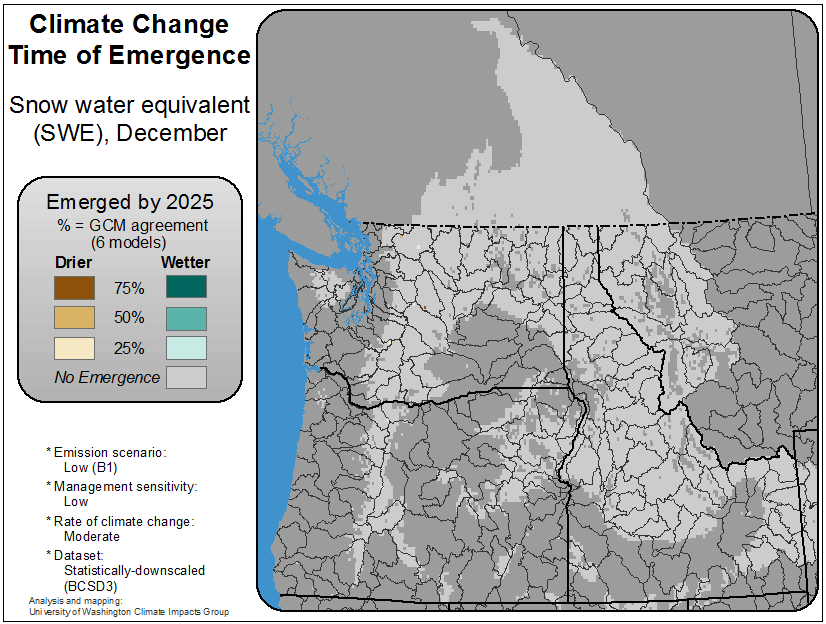 Climate Change
Time of Emergence
Snow water equivalent
(SWE), December
Emerged by 2025
% = GCM agreement
(6 models)
Drier Wetter
75%
50%
25%
No Emergence
* Emission scenario:
Low (B1)
* Management sensitivity:
Low
* Rate of climate change:
Moderate
* Dataset:
Statistically-downscaled
(BCSD3)
Analysis and mapping:
University of Washington Climate Impacts Group